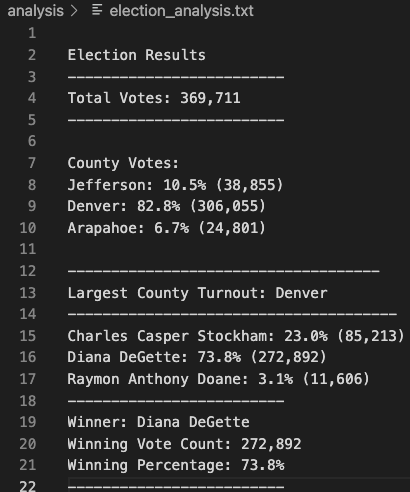 analysis > election_analysis.txt
1
2 Election Results
3 -------------------------
4 Total Votes: 369,711
5 -------------------------
6
7 County Votes:
8 Jefferson: 10.5% (38,855)
9 Denver: 82.8% (306,055)
10 Arapahoe: 6.7% (24,801)
11
12 ------------------------------------
13 Largest County Turnout: Denver
14 --------------------------------------
15 Charles Casper Stockham: 23.0% (85,213)
16 Diana DeGette: 73.8% (272,892)
17 Raymon Anthony Doane: 3.1% (11,606)
18 -------------------------
19 Winner: Diana DeGette
20 Winning Vote Count: 272,892
21 Winning Percentage: 73.8%
22 -------------------------